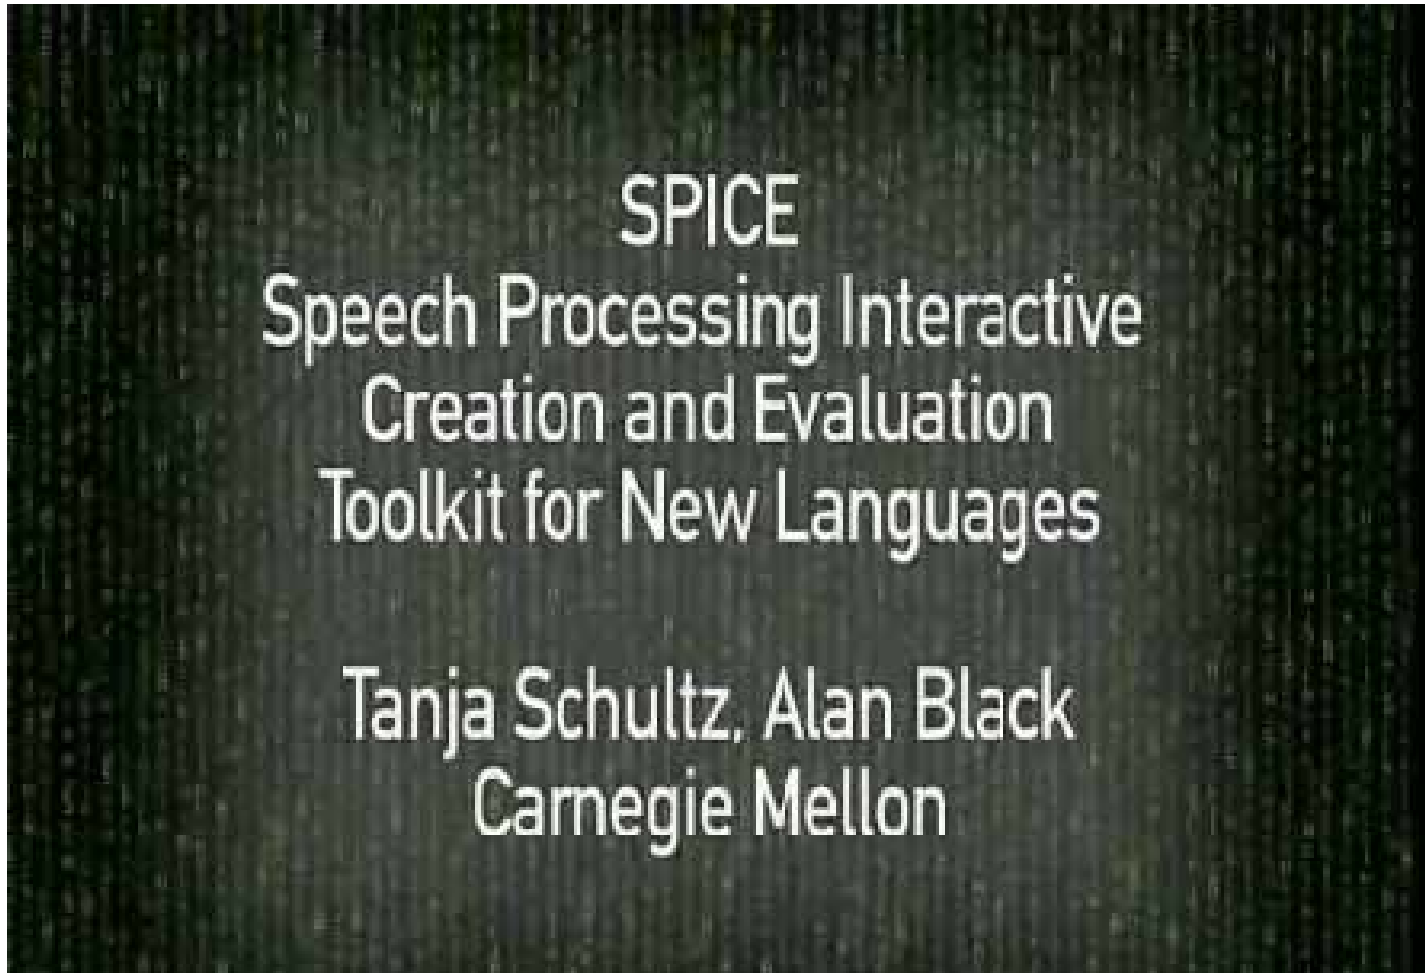 SPICE
Speech Processing Interactive
Creation and Evaluation
Toolkit for New Languages
Tanja Schultz, Alan Black
Carnegie Mellon